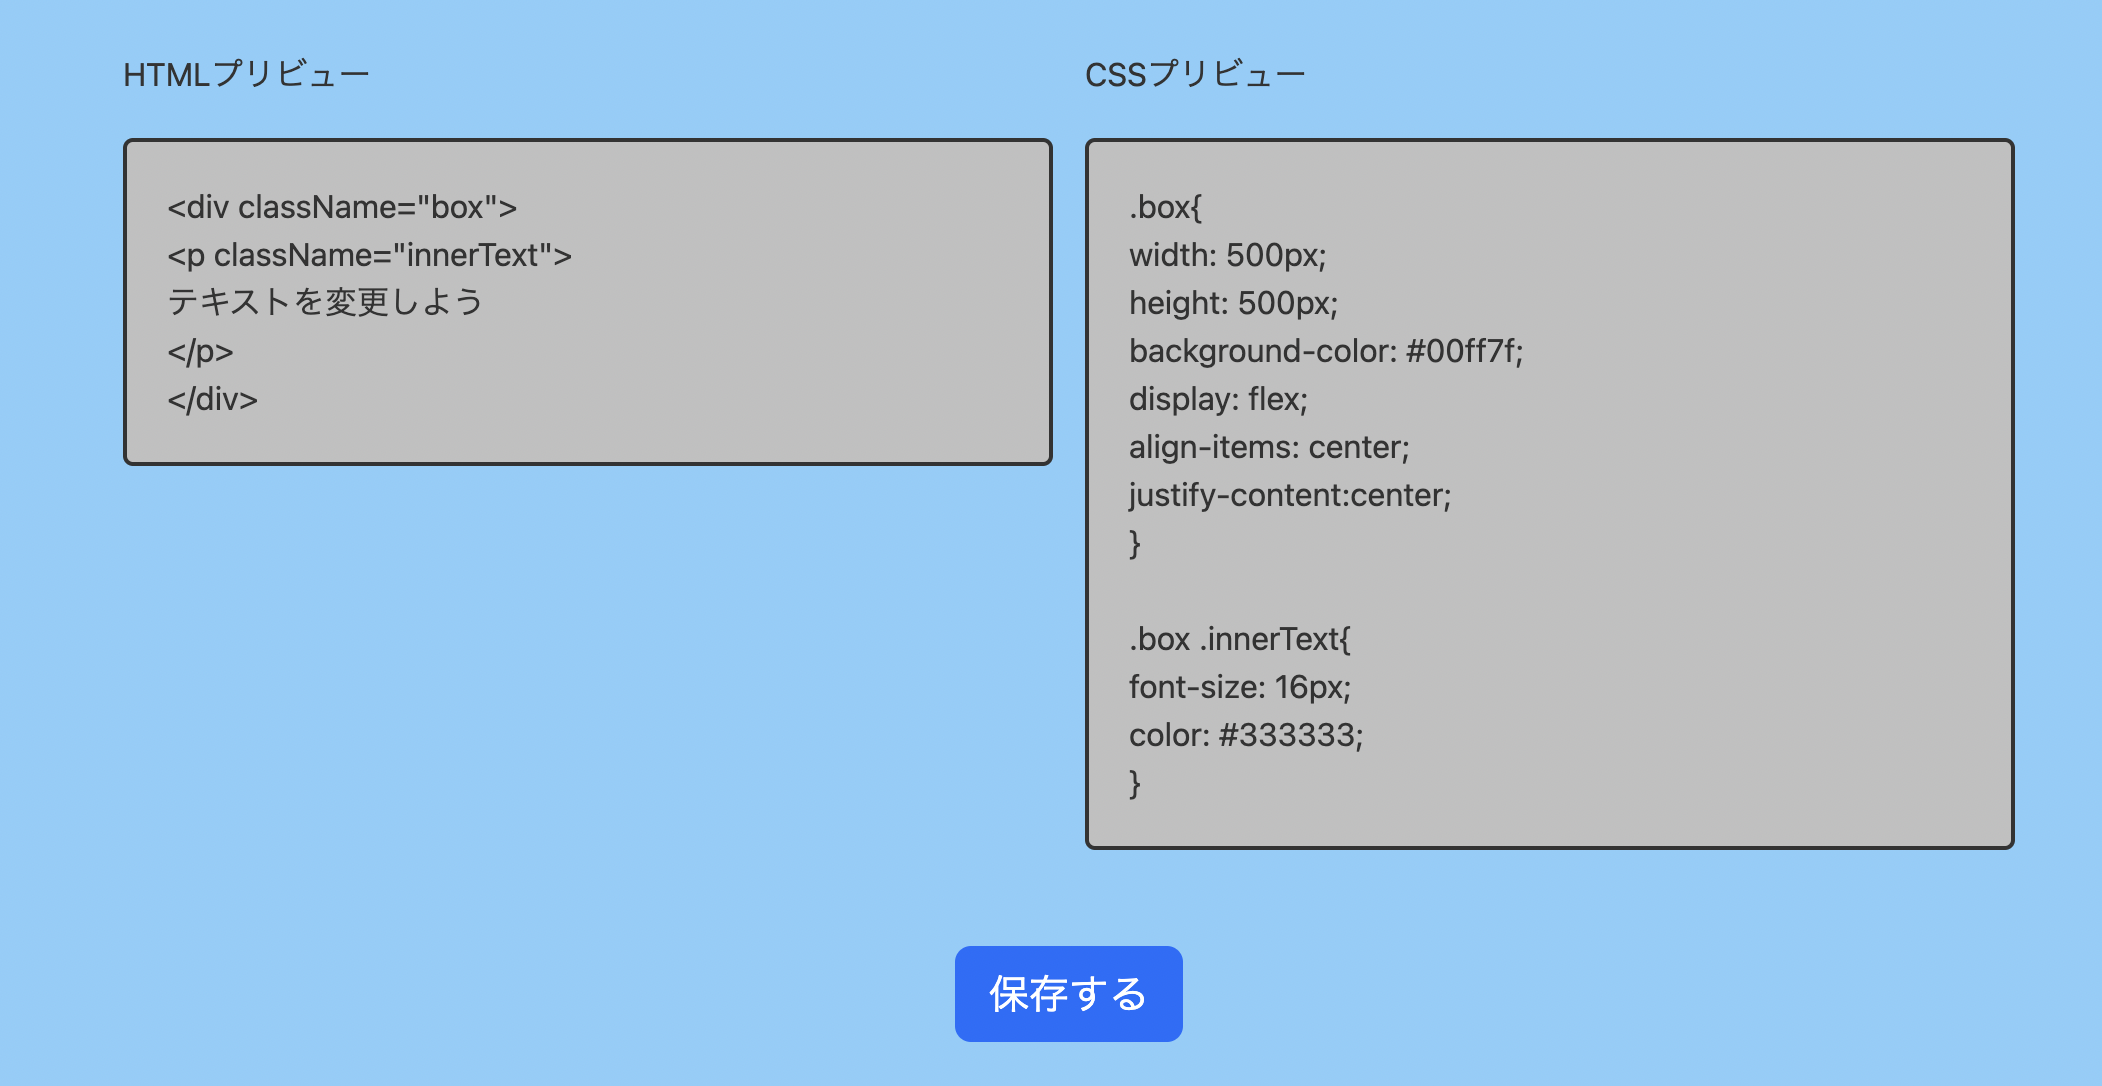 HTMLプリビュー
<div className="box">
<p className="innerText">
テキストを変更しよう
</p>
</div>
CSSプリビュー
.box{
width: 500px;
height: 500px;
background-color: #00ff7f;
display: flex;
align-items: center;
justify-content:center;
}
.box .innerText{
font-size: 16px;
color: #333333;
}
保存する